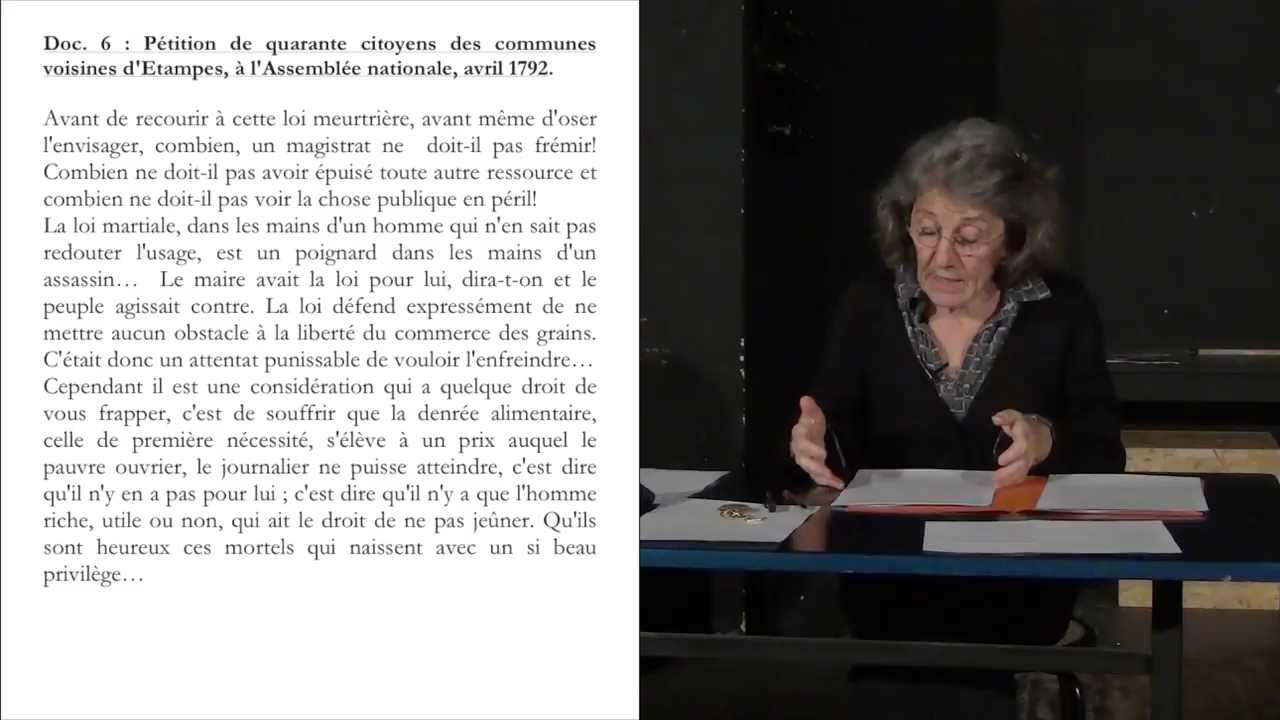 Doc. 6 : Pétition de quarante citoyens des communes
voisines d'Etampes, à l'Assemblée nationale, avril 1792.
Avant de recourir à cette loi meurtrière, avant même d'oser
l'envisager, combien, un magistrat ne doit-il pas frémir!
Combien ne doit-il pas avoir épuisé toute autre ressource et
combien ne doit-il pas voir la chose publique en péril!
La loi martiale, dans les mains d'un homme qui n'en sait pas
redouter l'usage, est un poignard dans les mains d'un
assassin… Le maire avait la loi pour lui, dira-t-on et le
peuple agissait contre. La loi défend expressément de ne
mettre aucun obstacle à la liberté du commerce des grains.
C'était donc un attentat punissable de vouloir l'enfreindre…
Cependant il est une considération qui a quelque droit de
vous frapper, c'est de souffrir que la denrée alimentaire,
celle de première nécessité, s'élève à un prix auquel le
pauvre ouvrier, le journalier ne puisse atteindre, c'est dire
qu'il n'y en a pas pour lui ; c'est dire qu'il n'y a que l'homme
riche, utile ou non, qui ait le droit de ne pas jeûner. Qu'ils
sont heureux ces mortels qui naissent avec un si beau
privilège…